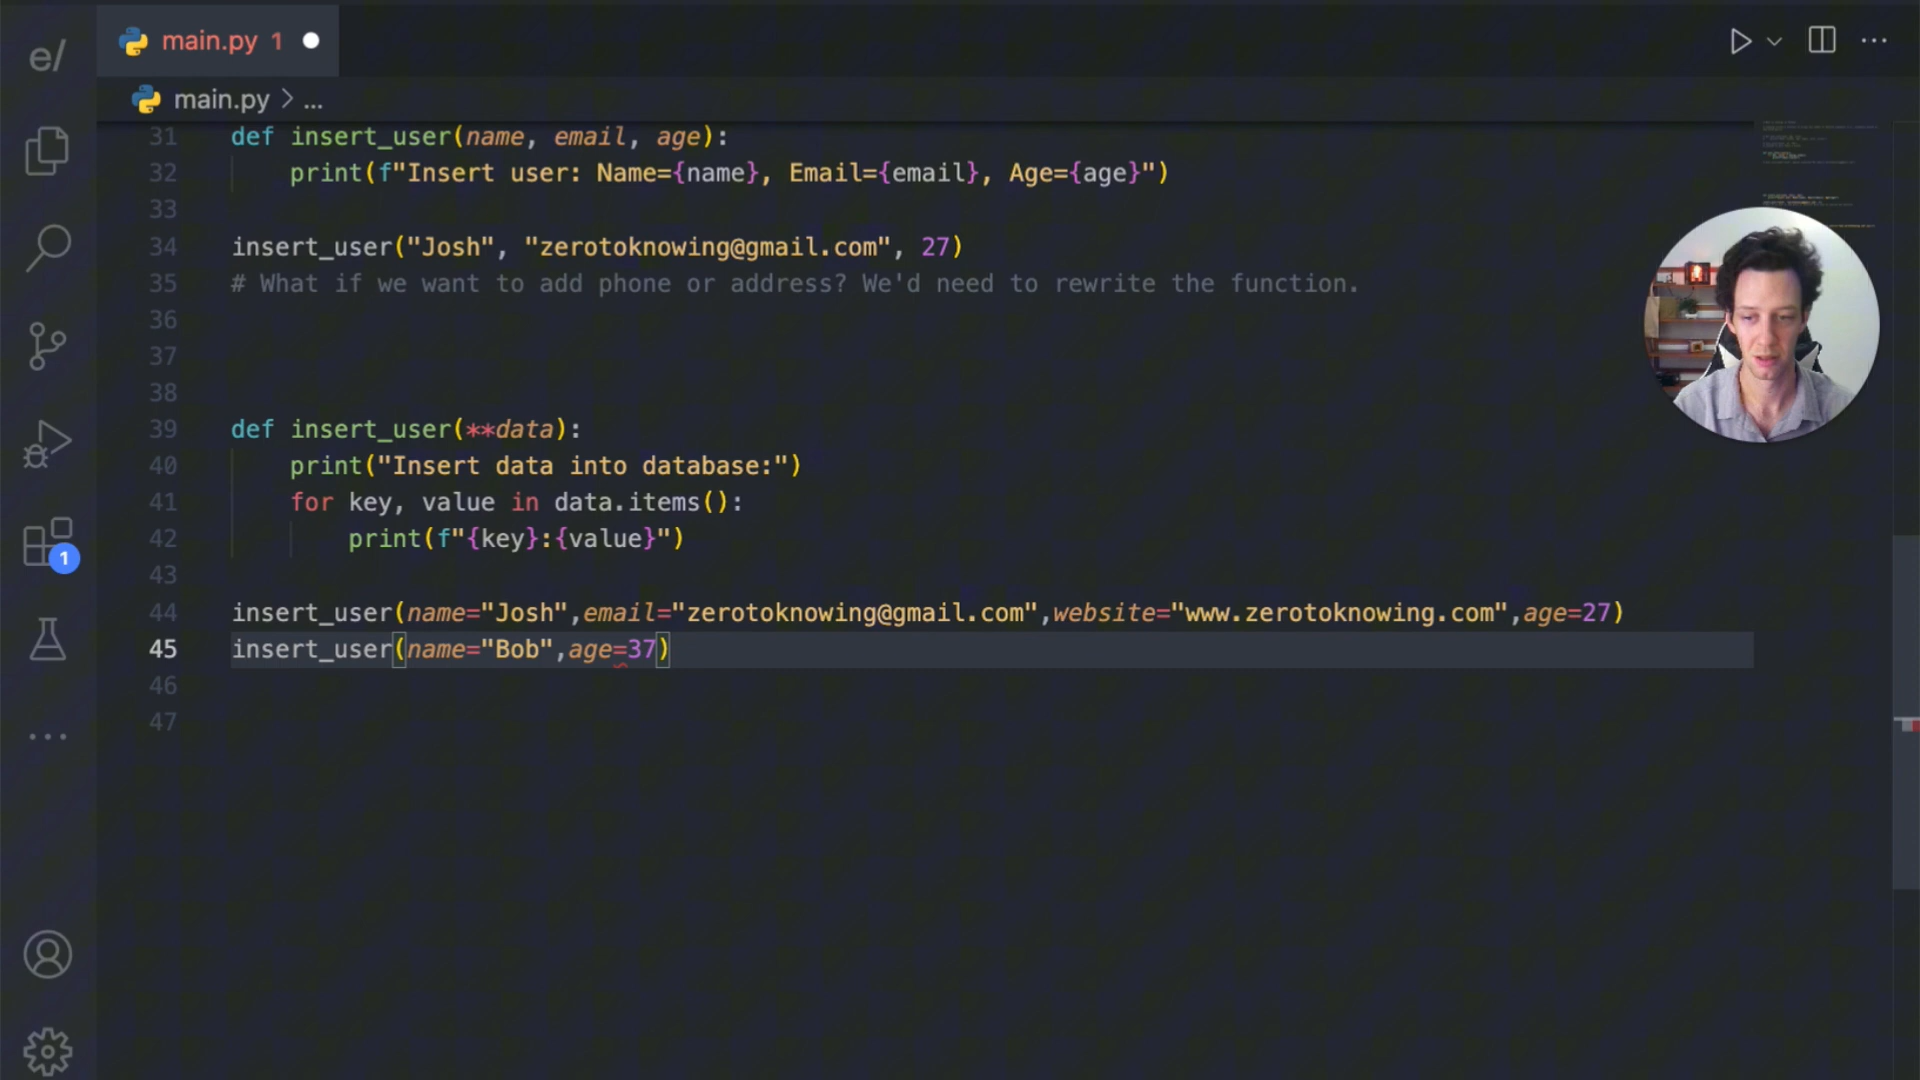 e/
main.py 1
main.py > ...
31 def insert_user(name, email, age):
32 print(f"Insert user: Name={name}, Email={email}, Age={age}")
33
34 insert_user("Josh", "zerotoknowing@gmail.com", 27)
35 # What if we want to add phone or address? We'd need to rewrite the function.
36
37
38
39 def insert_user(**data):
40 print("Insert data into database:")
41 for key, value in data.items():
42 print(f"{key}:{value}")
43
44 insert_user(name="Josh",email="zerotoknowing@gmail.com",website="www.zerotoknowing.com",age=27)
45 insert_user(name="Bob",age=37)
46
47
1